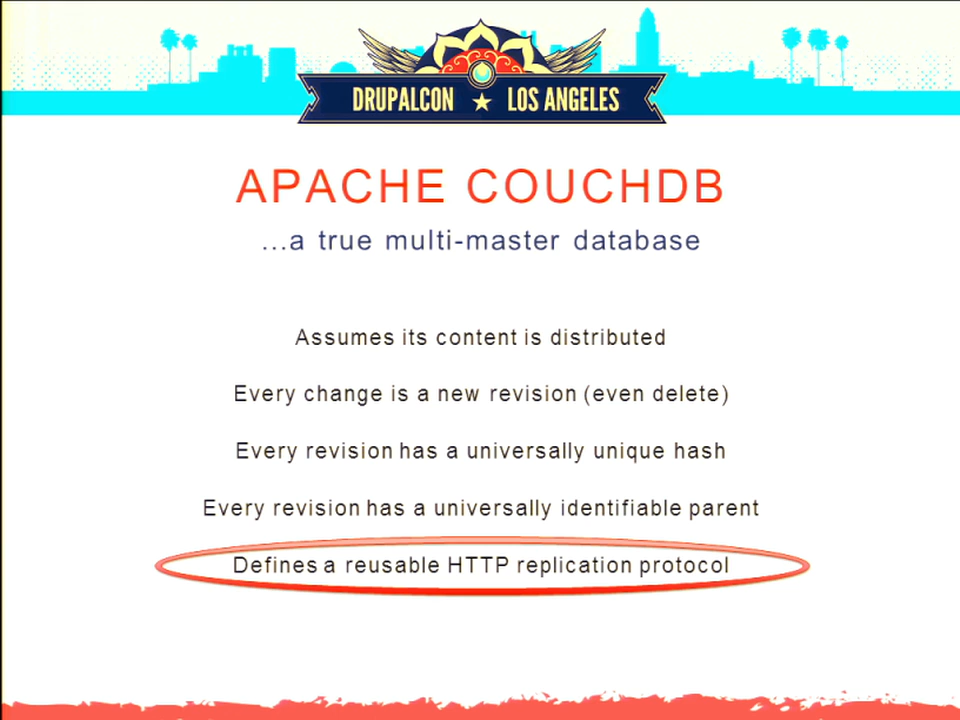 DRUPALCON ★ LOS ANGELES
APACHE COUCHDB
...a true multi-master database
Assumes its content is distributed
Every change is a new revision (even delete)
Every revision has a universally unique hash
Every revision has a universally identifiable parent
Defines a reusable HTTP replication protocol